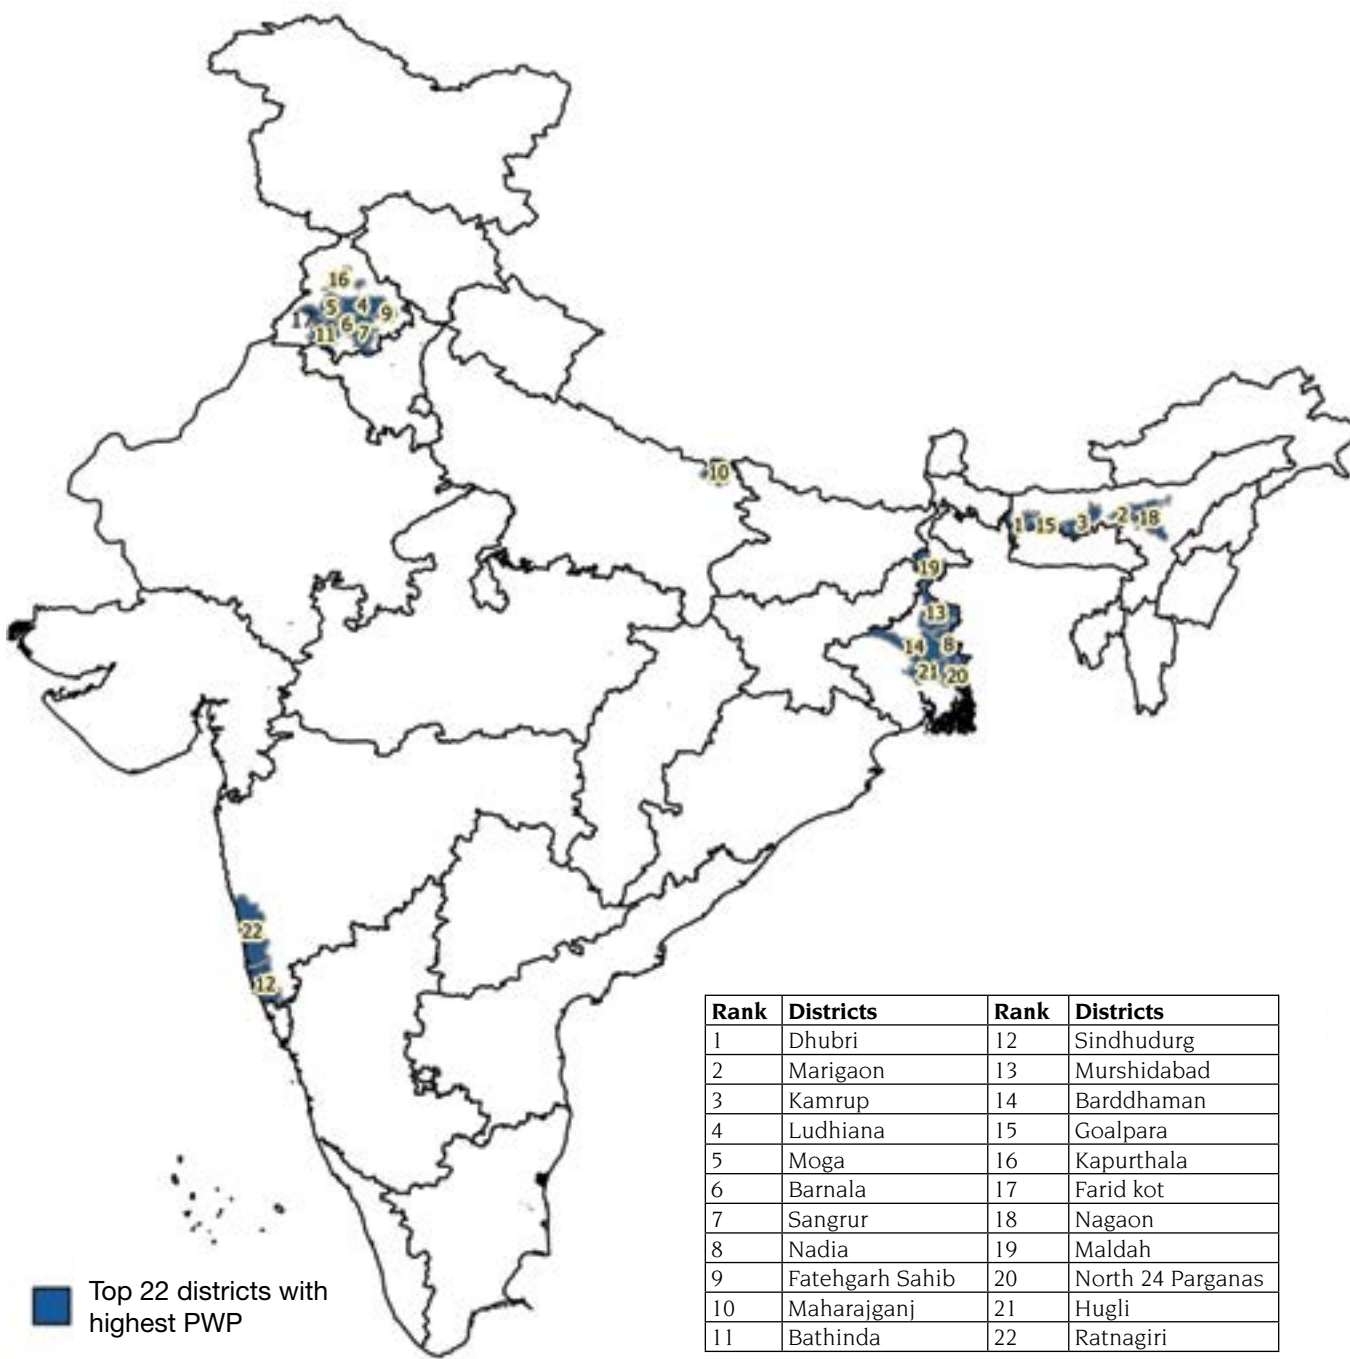 16
5 4 9
17 6
11 7
10
1 15 3 2 18
19
13
14 8
21 20
22
12
Rank Districts Rank Districts
1 Dhubri 12 Sindhudurg
2 Marigaon 13 Murshidabad
3 Kamrup 14 Barddhaman
4 Ludhiana 15 Goalpara
5 Moga 16 Kapurthala
6 Barnala 17 Farid kot
7 Sangrur 18 Nagaon
8 Nadia 19 Maldah
9 Fatehgarh Sahib 20 North 24 Parganas
10 Maharajganj 21 Hugli
11 Bathinda 22 Ratnagiri
Top 22 districts with
highest PWP